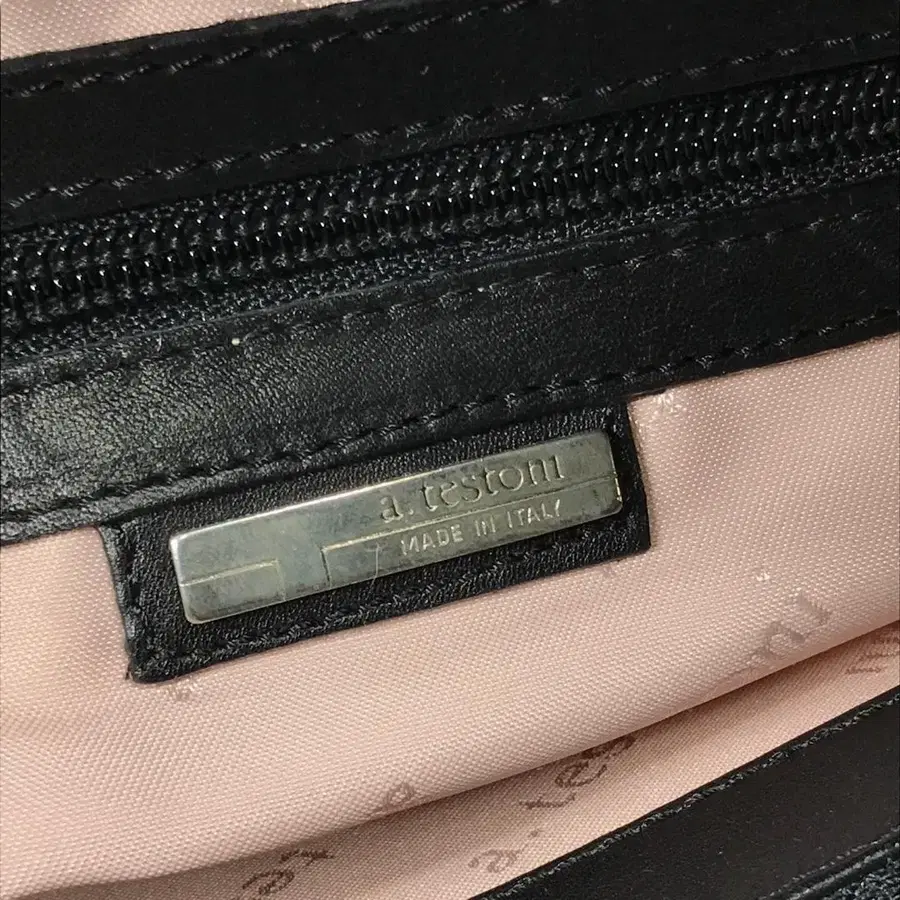 a. testoni
MADE IN ITALY
a. tes